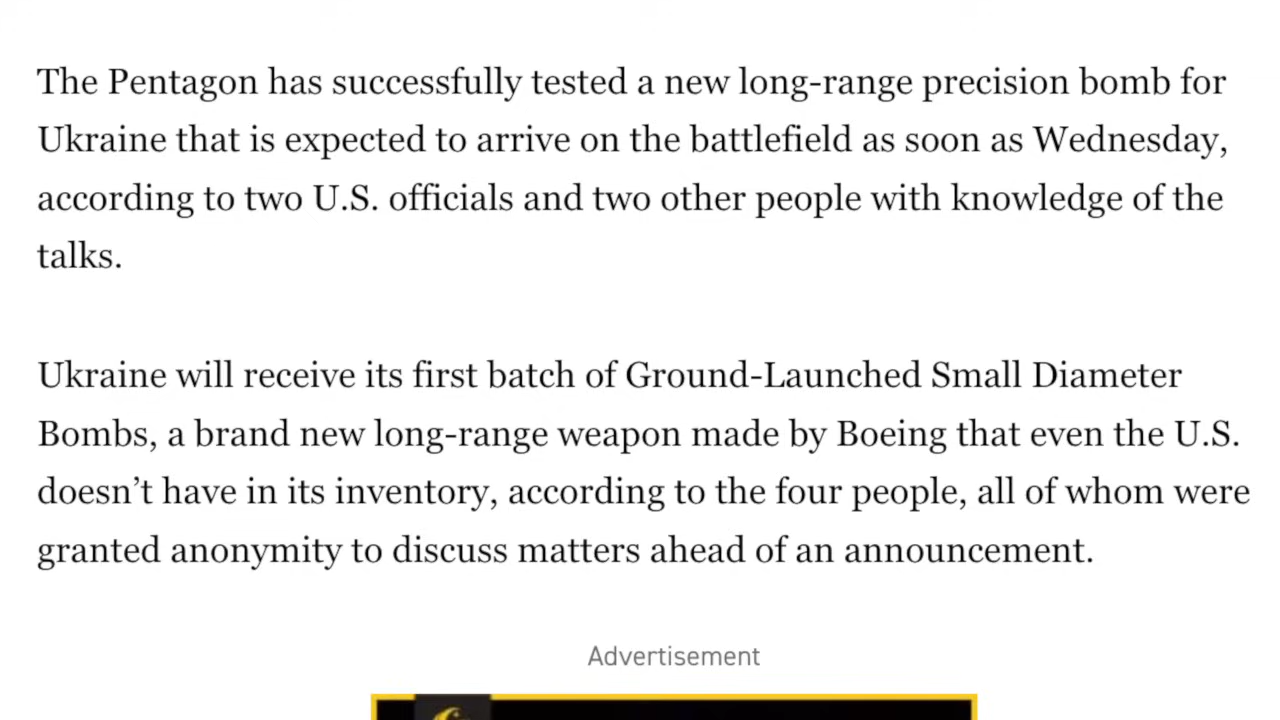 The Pentagon has successfully tested a new long-range precision bomb for
Ukraine that is expected to arrive on the battlefield as soon as Wednesday,
according to two U.S. officials and two other people with knowledge of the
talks.
Ukraine will receive its first batch of Ground-Launched Small Diameter
Bombs, a brand new long-range weapon made by Boeing that even the U.S.
doesn’t have in its inventory, according to the four people, all of whom were
granted anonymity to discuss matters ahead of an announcement.
Advertisement